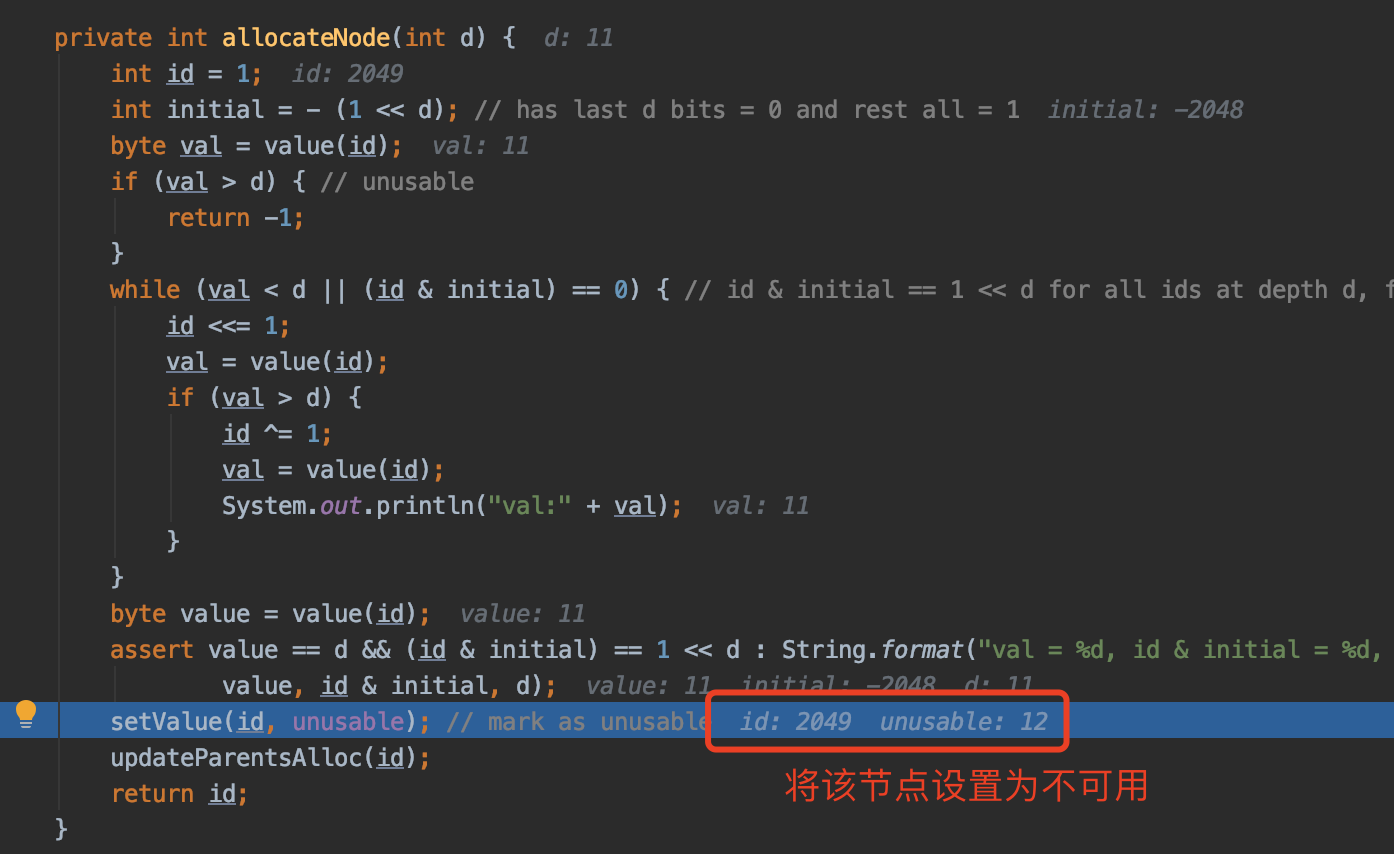 private int allocateNode(int d) {  d: 11
int id = 1;  id: 2049
int initial = - (1 << d); // has last d bits = 0 and rest all = 1  initial: -2048
byte val = value(id);  val: 11
if (val > d) { // unusable
return -1;
}
while (val < d || (id & initial) == 0) { // id & initial == 1 << d for all ids at depth d, f
id <<= 1;
val = value(id);
if (val > d) {
id ^= 1;
val = value(id);
System.out.println("val:" + val);  val: 11
}
}
byte value = value(id);  value: 11
assert value == d && (id & initial) == 1 << d : String.format("val = %d, id & initial = %d,
value, id & initial, d);  value: 11  initial: -2048  d: 11
setValue(id, unusable); // mark as unusable  id: 2049  unusable: 12
updateParentsAlloc(id);
将该节点设置为不可用
return id;
}